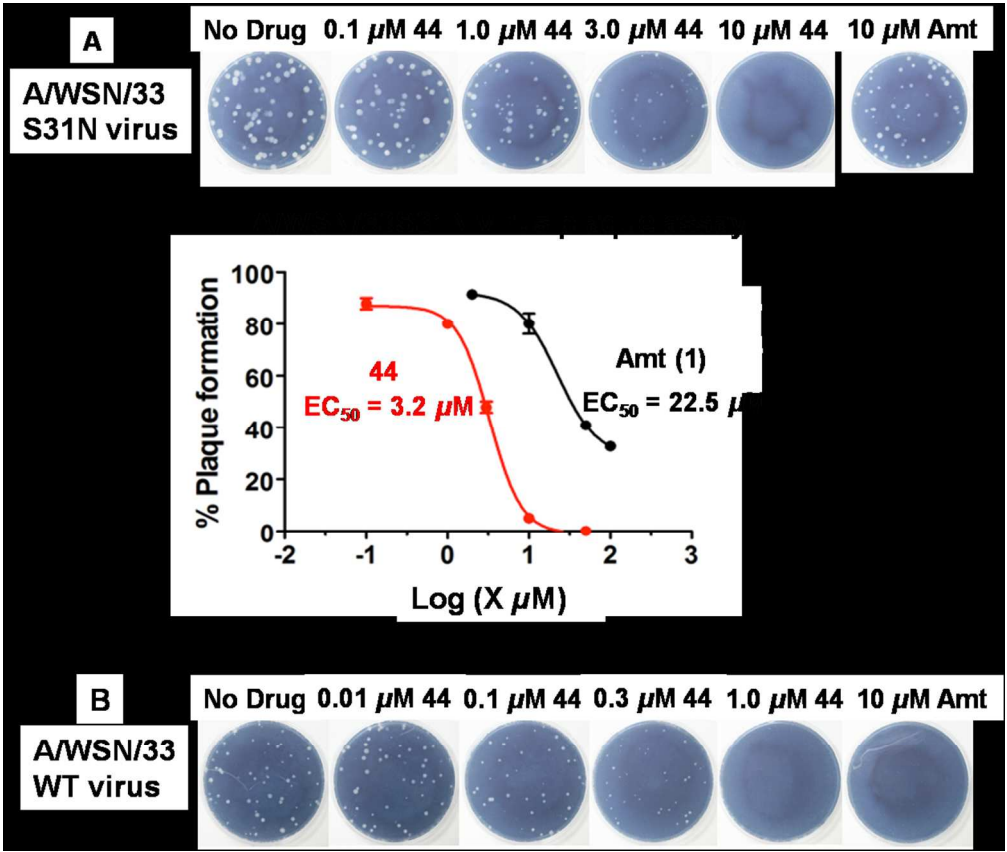 A
No Drug 0.1 µM 44 1.0 µM 44 3.0 µM 44 10 µM 44 10 µM Amt
A/WSN/33
S31N virus
100
80
60
40
20
0
-2 -1 0 1 2 3
% Plaque formation
44
EC50 = 3.2 µM
Amt (1)
EC50 = 22.5 µ
Log (X µM)
B
No Drug 0.01 µM 44 0.1 µM 44 0.3 µM 44 1.0 µM 44 10 µM Amt
A/WSN/33
WT virus